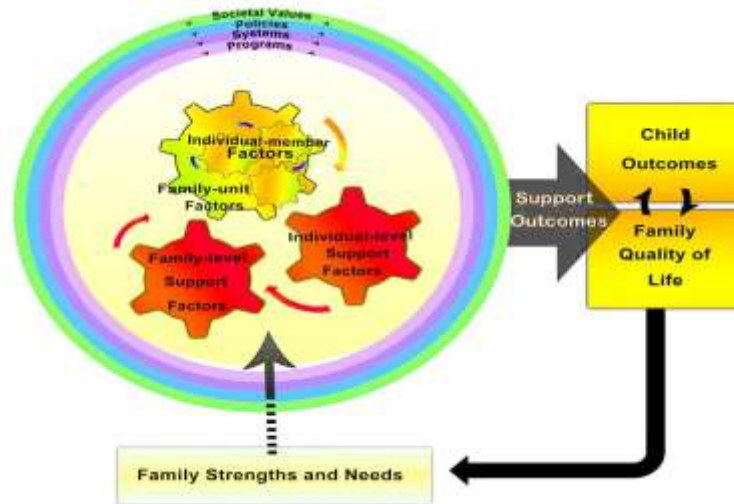 Societal Values
Policies
Systems
Programs
Individual-member
Factors
Family-unit
Factors
Individual-level
Support
Factors
Family-level
Support
Factors
Support
Outcomes
Child
Outcomes
Family
Quality of
Life
Family Strengths and Needs